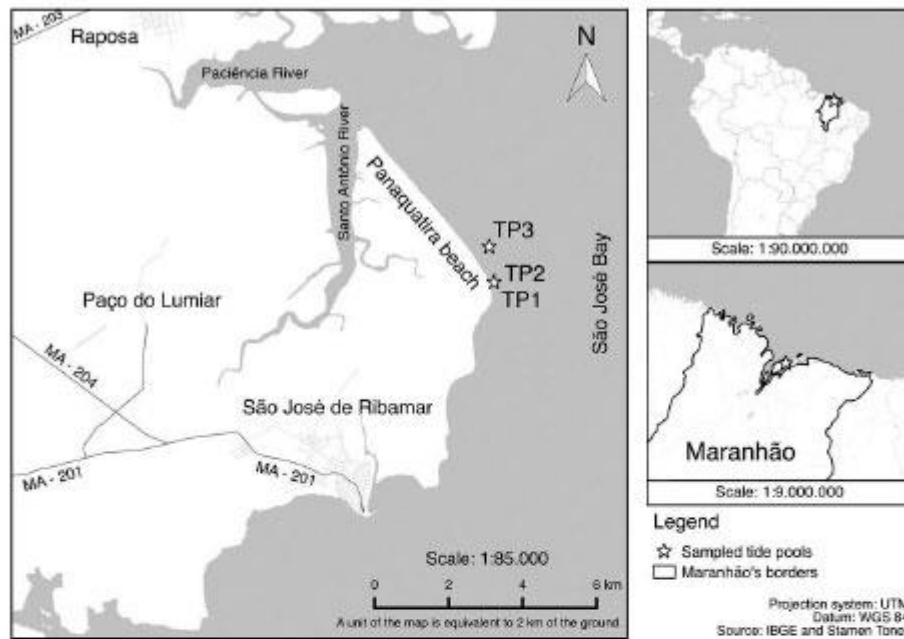 MA - 203
Raposa
Paciência River
N
Santo Antônio River
Panaquatira beach
TP3
TP2
TP1
São José Bay
Paço do Lumiar
MA - 204
São José de Ribamar
MA - 201
MA - 201
Scale: 1:85.000
0 2 4 6 km
A unit of the map is equivalent to 2 km of the ground
Scale: 1:90.000.000
Maranhão
Scale: 1:9.000.000
Legend
Sampled tide pools
Maranhão's borders
Projection system: UTM
Datum: WGS 84
Source: IBGE and Stamen Toner